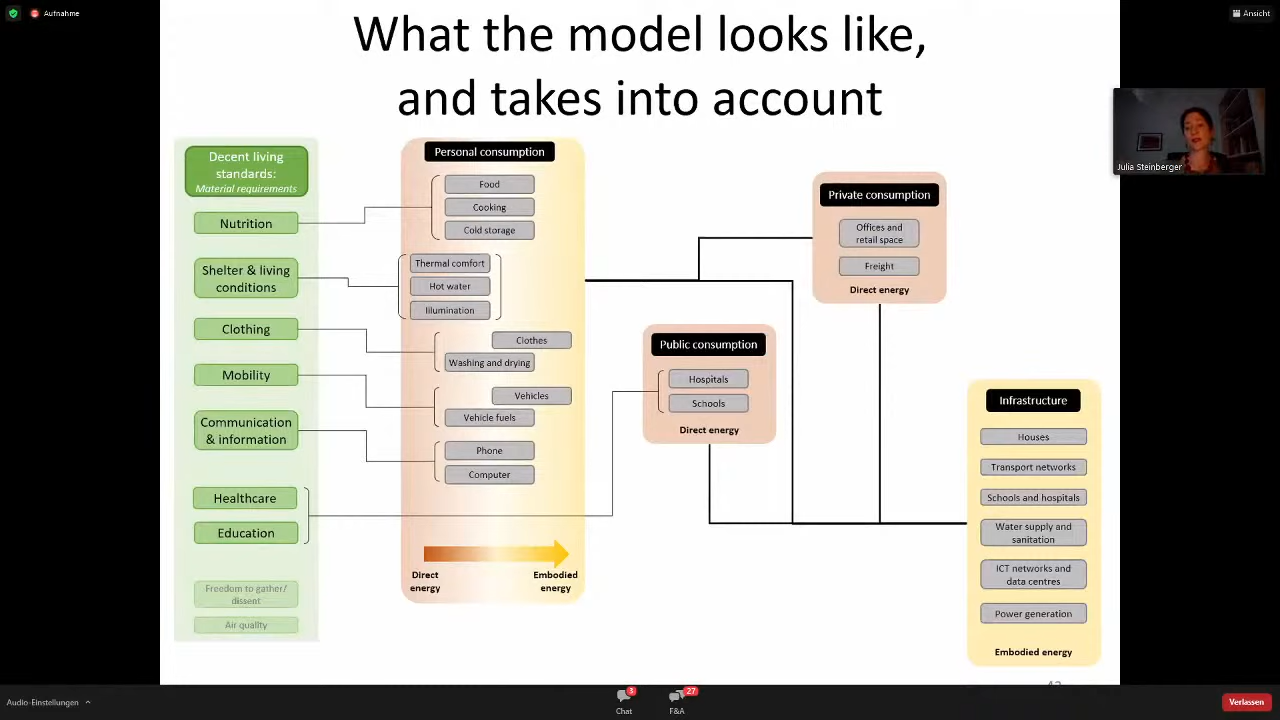 Aufnahme
Ansicht
What the model looks like,
and takes into account
Julia Steinberger
Decent living
standards:
Material requirements
Nutrition
Shelter & living
conditions
Clothing
Mobility
Communication
& information
Healthcare
Education
Freedom to gather/
dissent
Air quality
Personal consumption
Food
Cooking
Cold storage
Thermal comfort
Hot water
Illumination
Clothes
Washing and drying
Vehicles
Vehicle fuels
Phone
Computer
Direct
energy
Embodied
energy
Public consumption
Hospitals
Schools
Direct energy
Private consumption
Offices and
retail space
Freight
Direct energy
Infrastructure
Houses
Transport networks
Schools and hospitals
Water supply and
sanitation
ICT networks and
data centres
Power generation
Embodied energy
Audio-Einstellungen
3
Chat
27
F&A
Verlassen